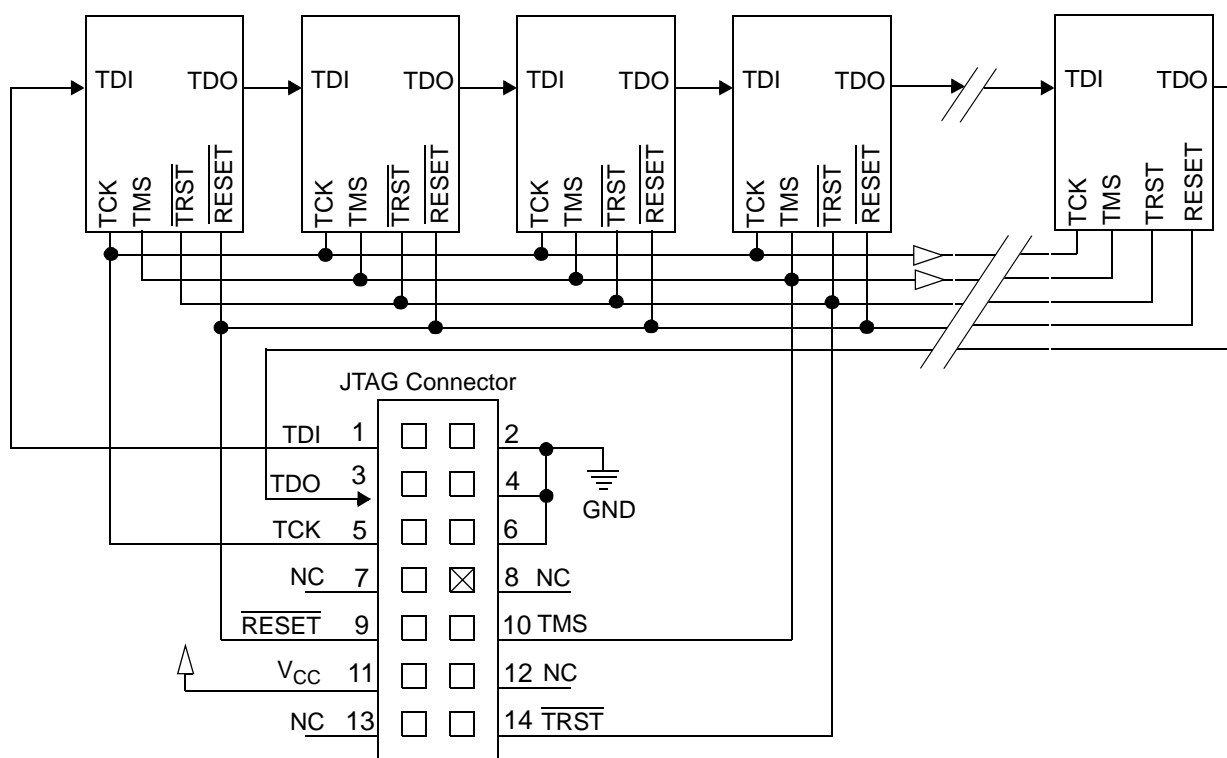 TDI TDO TDI TDO TDI TDO TDI TDO TDI TDO
TCK TMS TRST RESET TCK TMS TRST RESET TCK TMS TRST RESET TCK TMS TRST RESET TCK TMS TRST RESET
JTAG Connector
TDI 1 2
TDO 3 4
GND
TCK 5 6
NC 7 8 NC
RESET 9 10 TMS
VCC 11 12 NC
NC 13 14 TRST